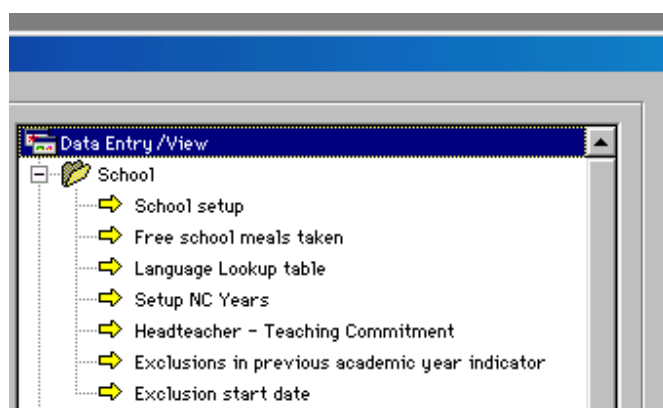 Data Entry/View
School
School setup
Free school meals taken
Language Lookup table
Setup NC Years
Headteacher - Teaching Commitment
Exclusions in previous academic year indicator
Exclusion start date